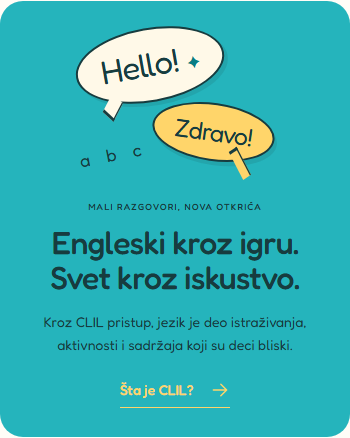 Hello!
Zdravo!
a b c
MALI RAZGOVORI, NOVA OTKRIĆA
Engleski kroz igru.
Svet kroz iskustvo.
Kroz CLIL pristup, jezik je deo istraživanja,
aktivnosti i sadržaja koji su deci bliski.
Šta je CLIL? →